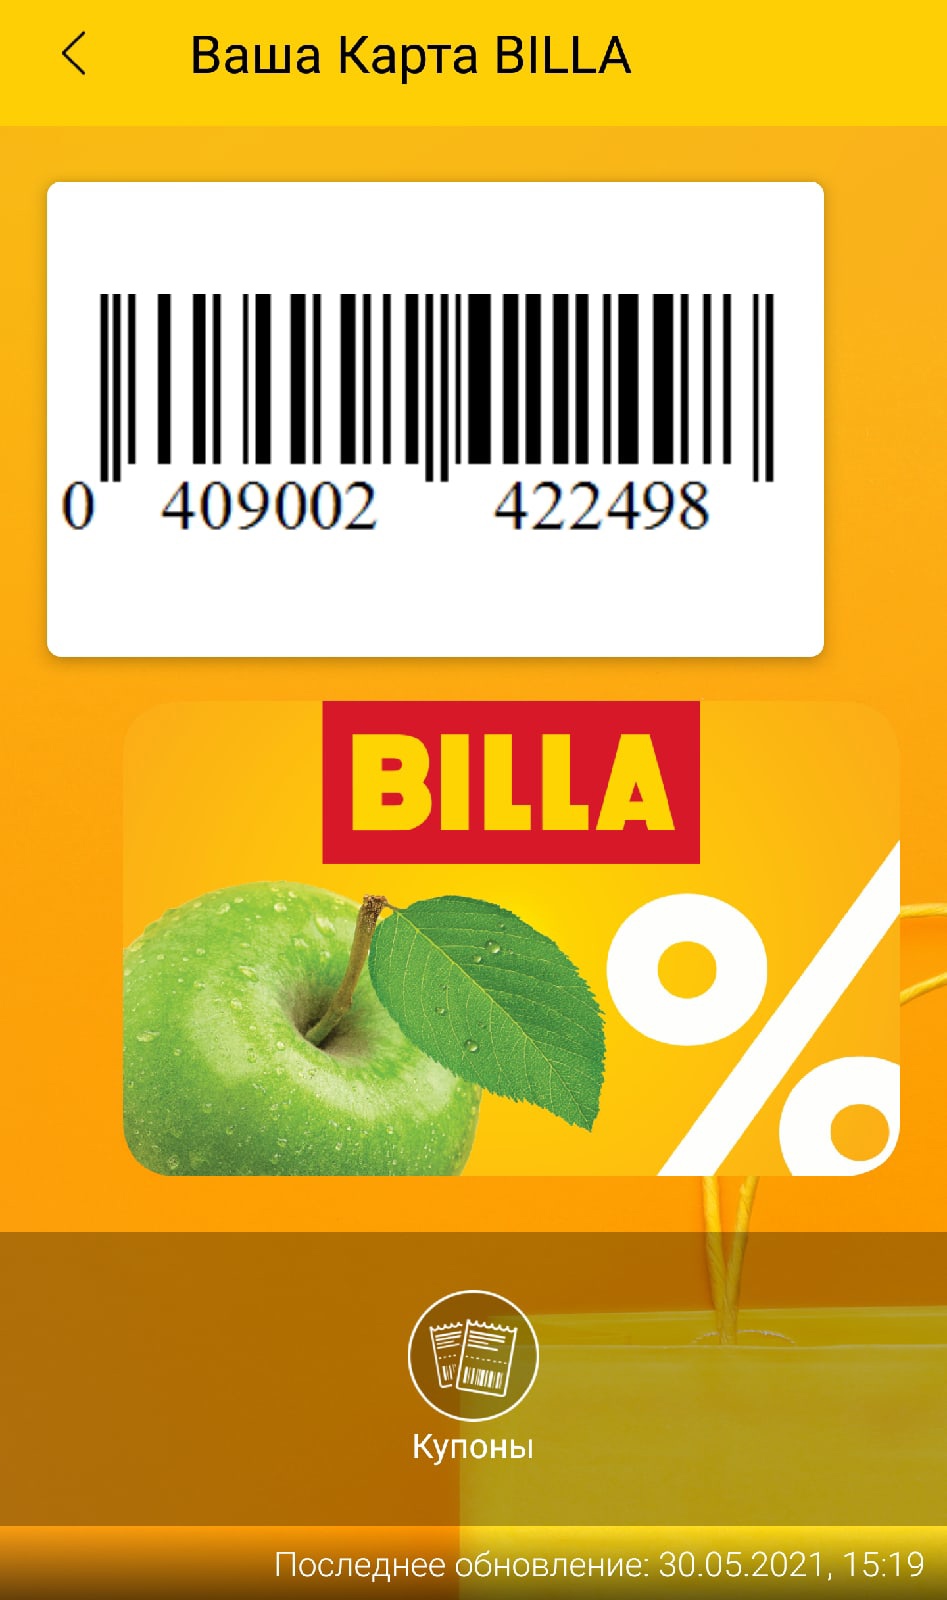 Ваша Карта BILLA
0 409002 422498
BILLA
%
Купоны
Последнее обновление: 30.05.2021, 15:19